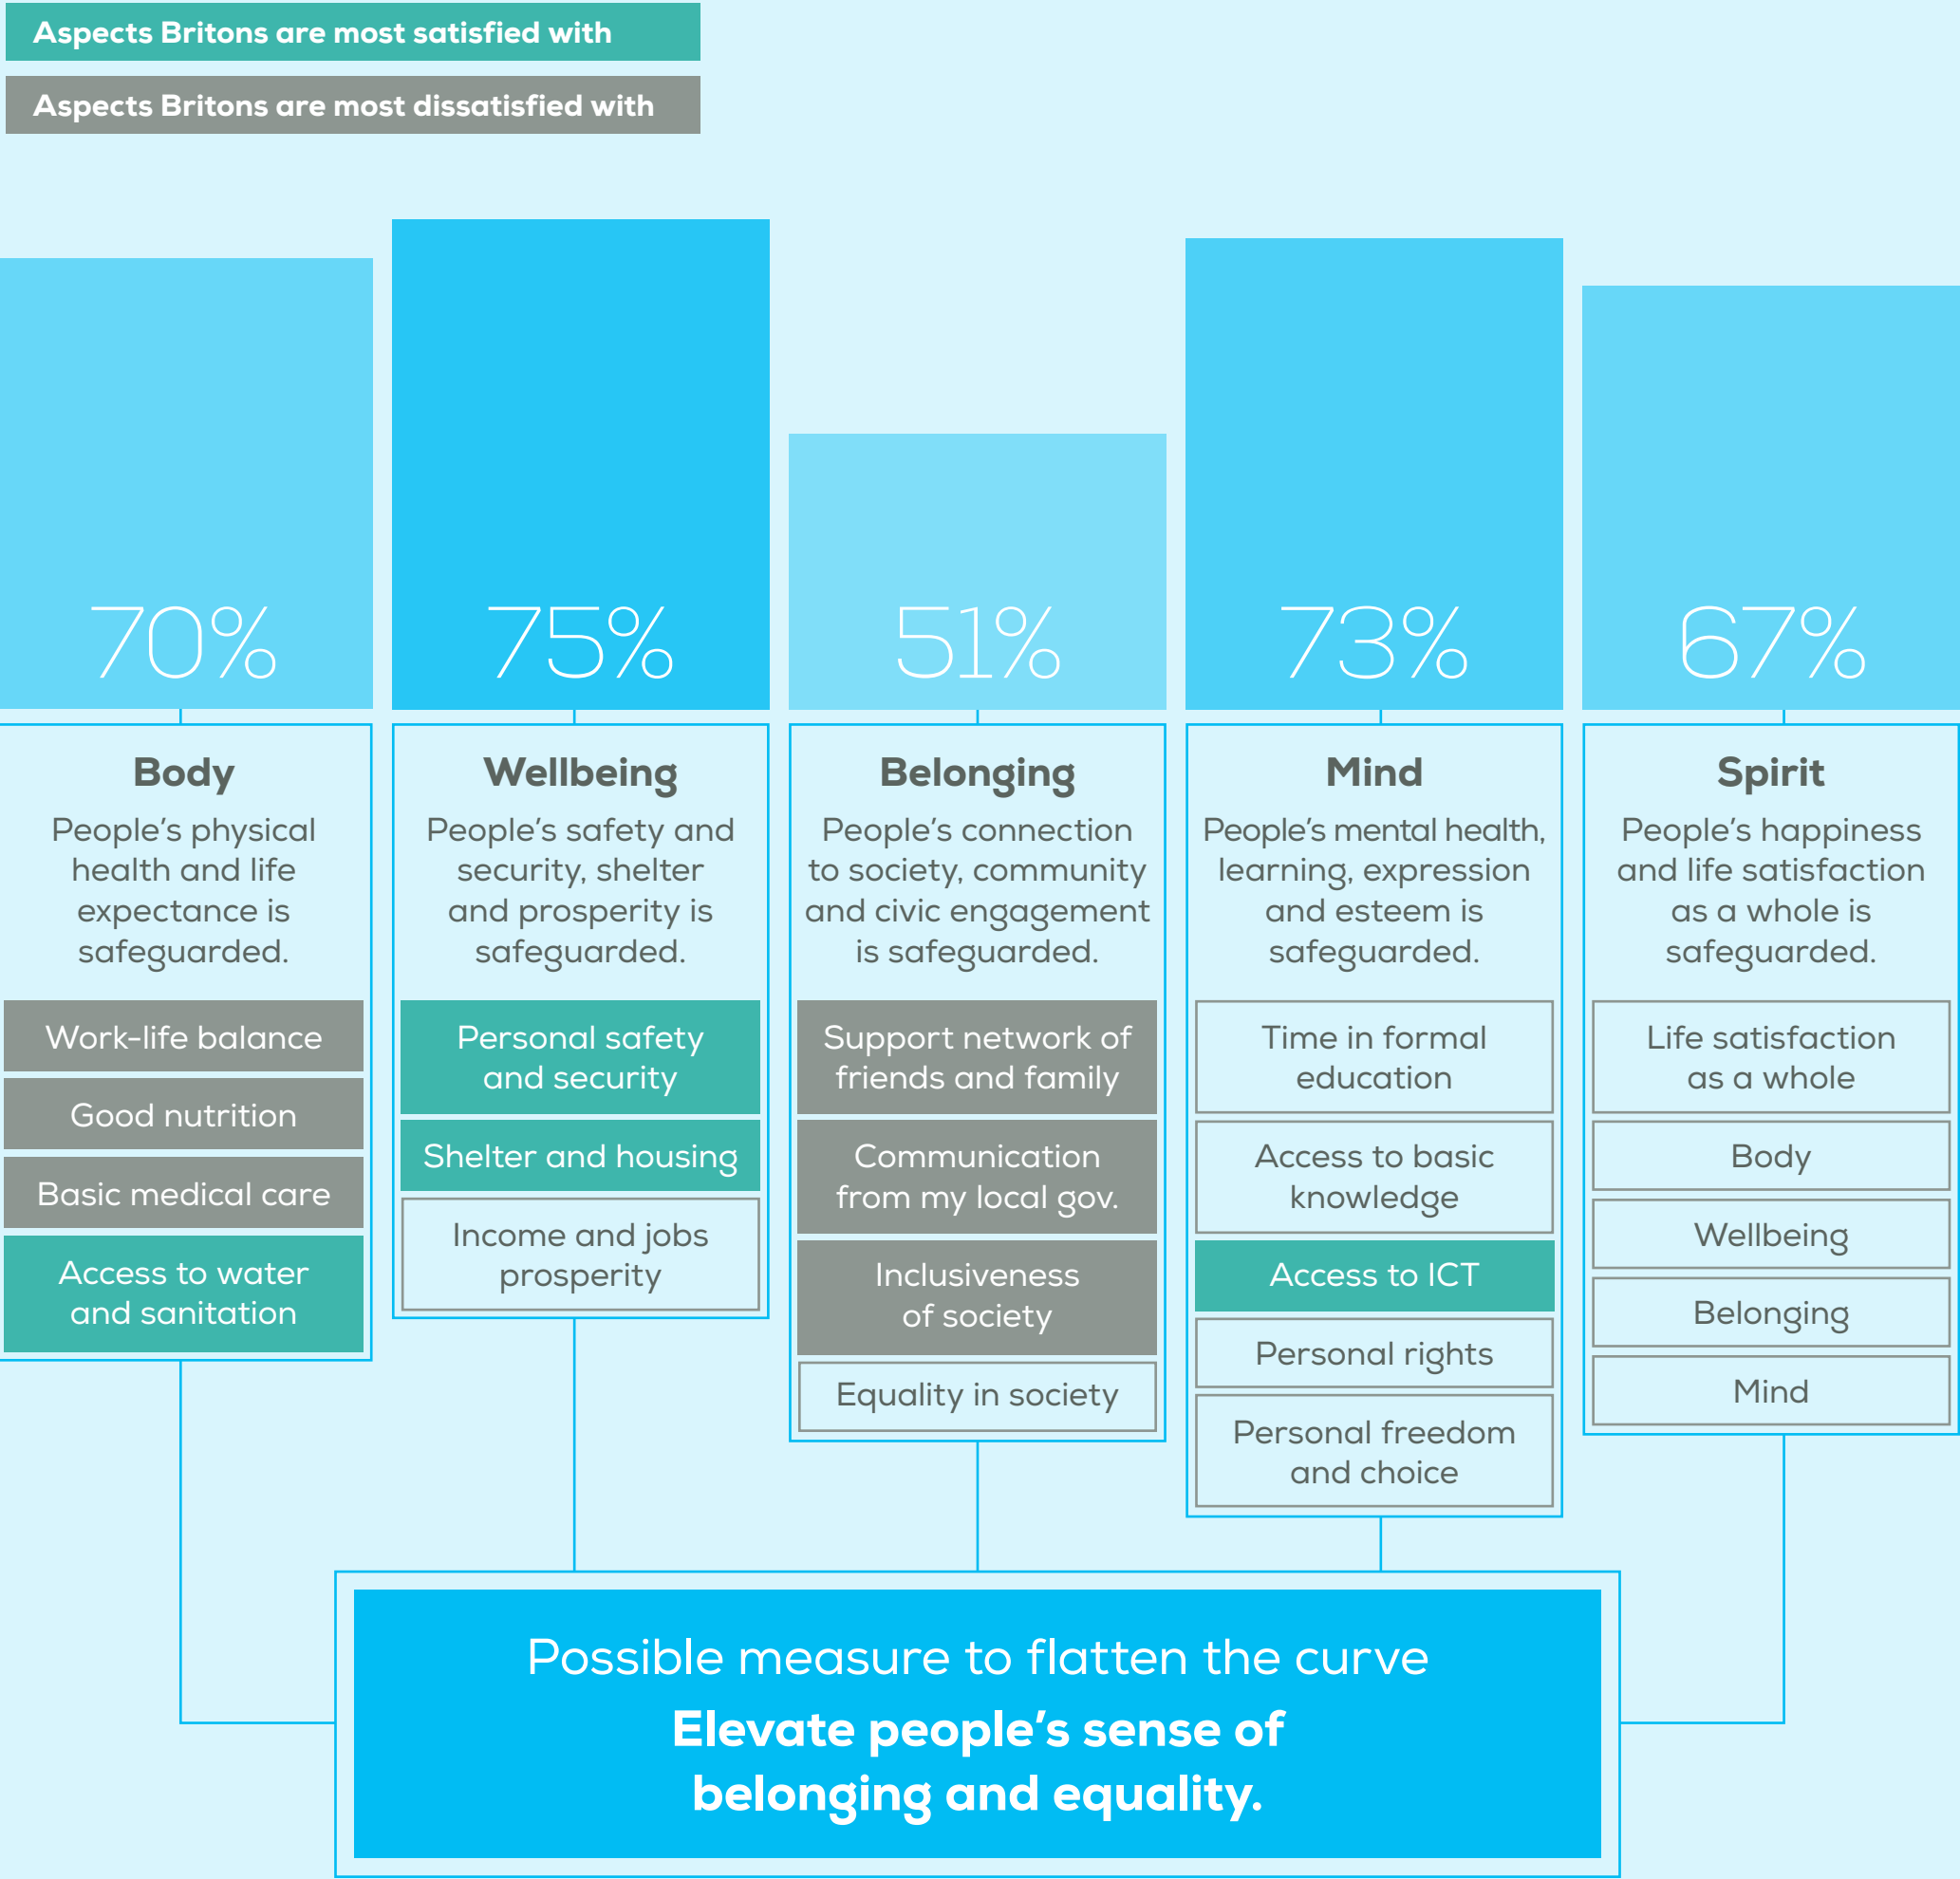 Aspects Britons are most satisfied with
Aspects Britons are most dissatisfied with
70%
75%
51%
73%
67%
Body
People's physical
health and life
expectance is
safeguarded.
Work-life balance
Good nutrition
Basic medical care
Access to water
and sanitation
Wellbeing
People's safety and
security, shelter
and prosperity is
safeguarded.
Personal safety
and security
Shelter and housing
Income and jobs
prosperity
Belonging
People's connection
to society, community
and civic engagement
is safeguarded.
Support network of
friends and family
Communication
from my local gov.
Inclusiveness
of society
Equality in society
Mind
People's mental health,
learning, expression
and esteem is
safeguarded.
Time in formal
education
Access to basic
knowledge
Access to ICT
Personal rights
Personal freedom
and choice
Spirit
People's happiness
and life satisfaction
as a whole is
safeguarded.
Life satisfaction
as a whole
Body
Wellbeing
Belonging
Mind
Possible measure to flatten the curve
Elevate people's sense of
belonging and equality.